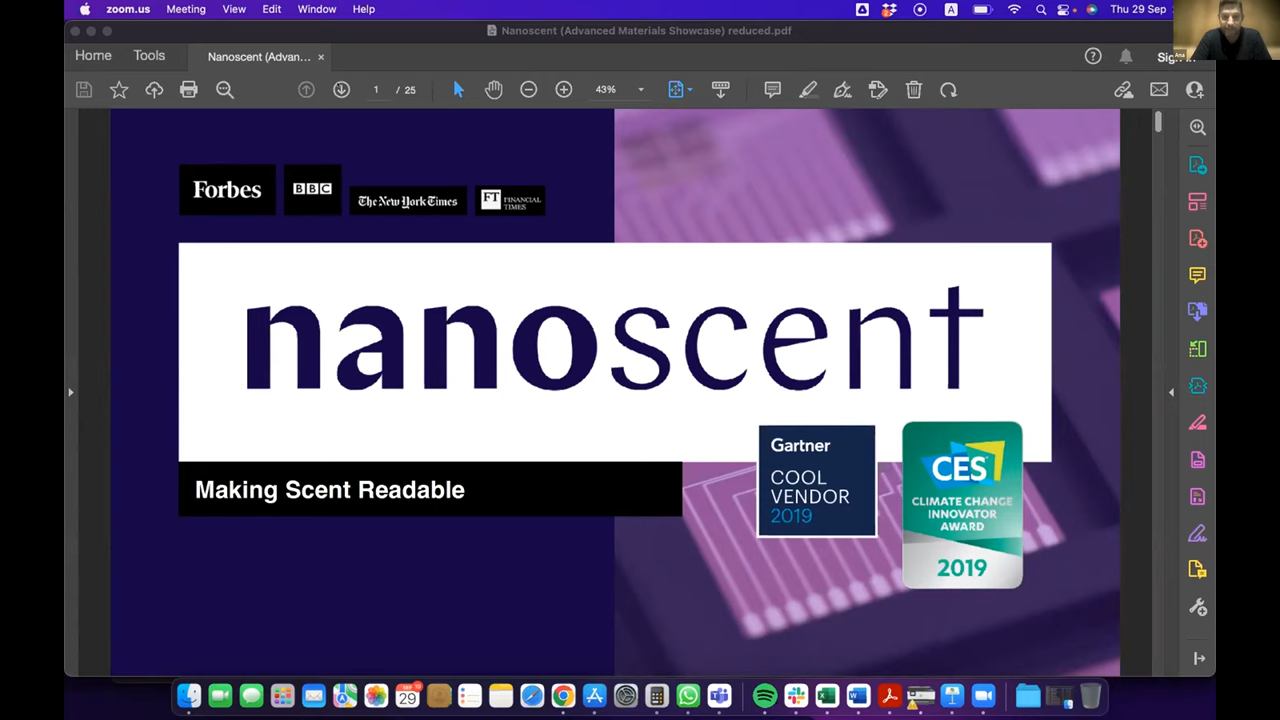 zoom.us Meeting View Edit Window Help
A
Thu 29 Sep
Nanoscent (Advanced Materials Showcase) reduced.pdf
Home Tools
Nanoscent (Advan... ×
1 / 25
43%
Forbes
BBC
The New York Times
FT FINANCIAL
TIMES
nanoscent
Making Scent Readable
Gartner
COOL
VENDOR
2019
CES
CLIMATE CHANGE
INNOVATOR
AWARD
2019
SEP
29